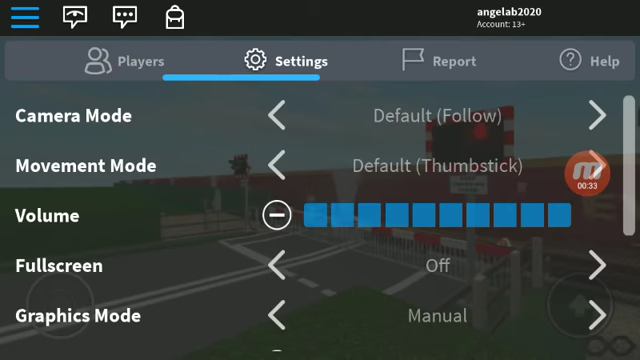 angelab2020
Account: 13+
Players
Settings
Report
Help
Camera Mode
Default (Follow)
Movement Mode
Default (Thumbstick)
00:33
Volume
Fullscreen
Off
Graphics Mode
Manual